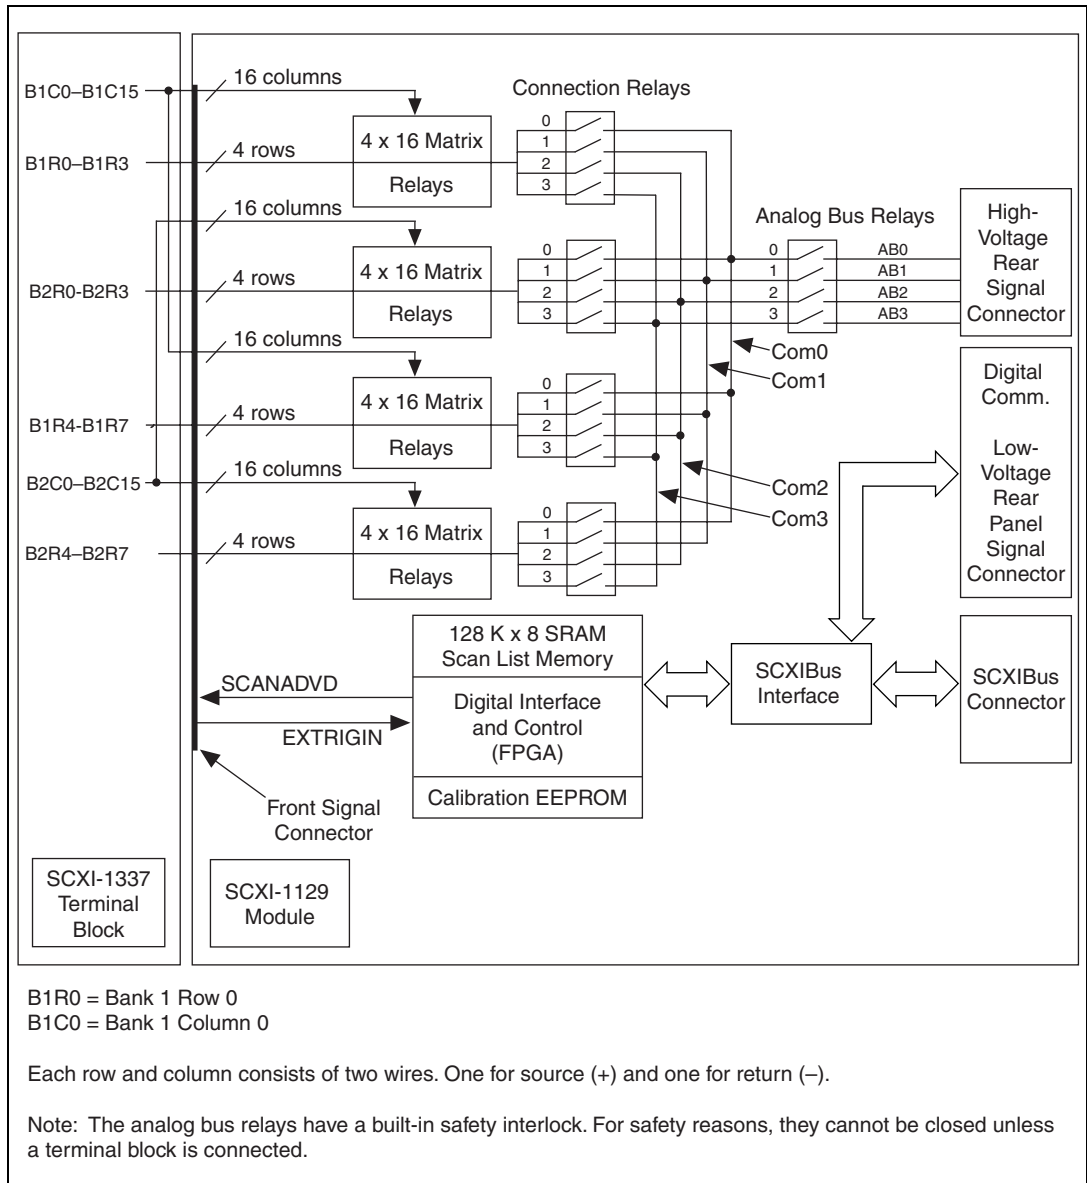 B1C0–B1C15
16 columns
Connection Relays
4 x 16 Matrix
Relays
0
1
2
3
B1R0–B1R3
4 rows
16 columns
Analog Bus Relays
High-
Voltage
Rear
Signal
Connector
4 x 16 Matrix
Relays
0
1
2
3
0
1
2
3
AB0
AB1
AB2
AB3
B2R0-B2R3
4 rows
16 columns
Com0
Com1
Digital
Comm.
Low-
Voltage
Rear
Panel
Signal
Connector
4 x 16 Matrix
Relays
0
1
2
3
B1R4-B1R7
4 rows
B2C0–B2C15
16 columns
Com2
Com3
4 x 16 Matrix
Relays
0
1
2
3
B2R4–B2R7
4 rows
128 K x 8 SRAM
Scan List Memory
SCANADVD
EXTRIGIN
Digital Interface
and Control
(FPGA)
Calibration EEPROM
SCXIBus
Interface
SCXIBus
Connector
Front Signal
Connector
SCXI-1337
Terminal
Block
SCXI-1129
Module
B1R0 = Bank 1 Row 0
B1C0 = Bank 1 Column 0
Each row and column consists of two wires. One for source (+) and one for return (–).
Note: The analog bus relays have a built-in safety interlock. For safety reasons, they cannot be closed unless
a terminal block is connected.